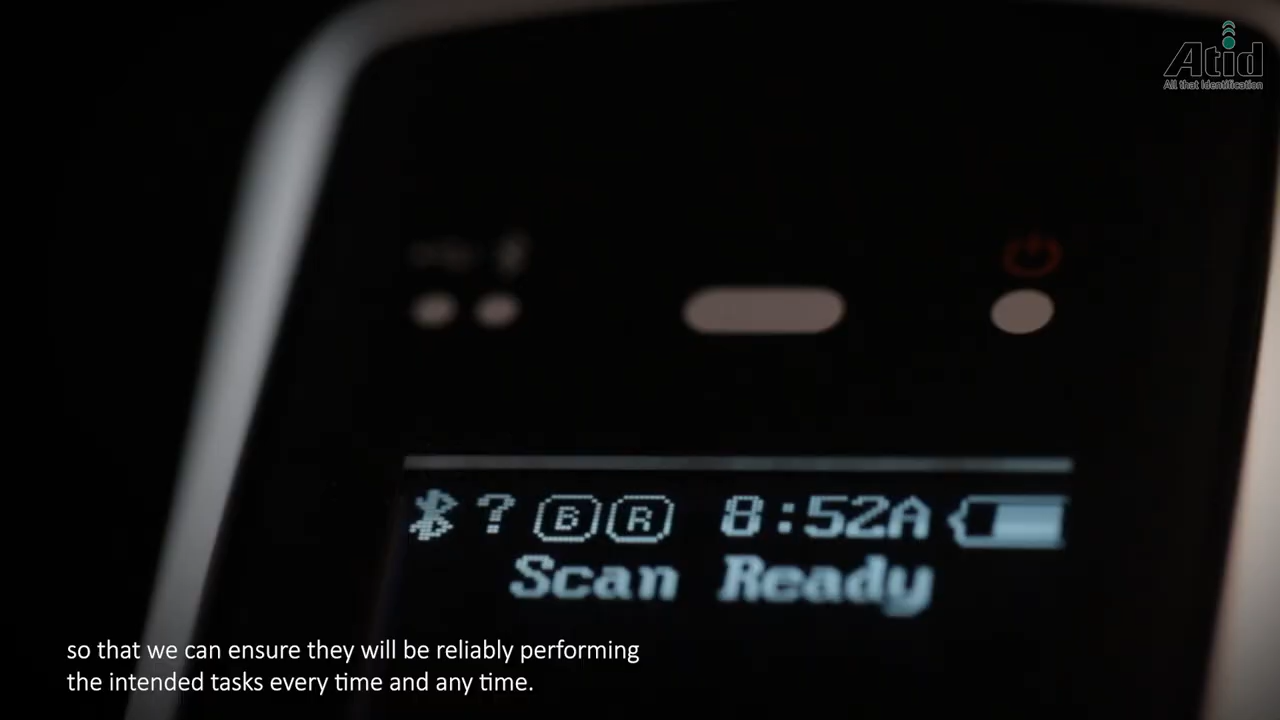 Atid
All that Identification
? B R 8:52A
Scan Ready
so that we can ensure they will be reliably performing
the intended tasks every time and any time.